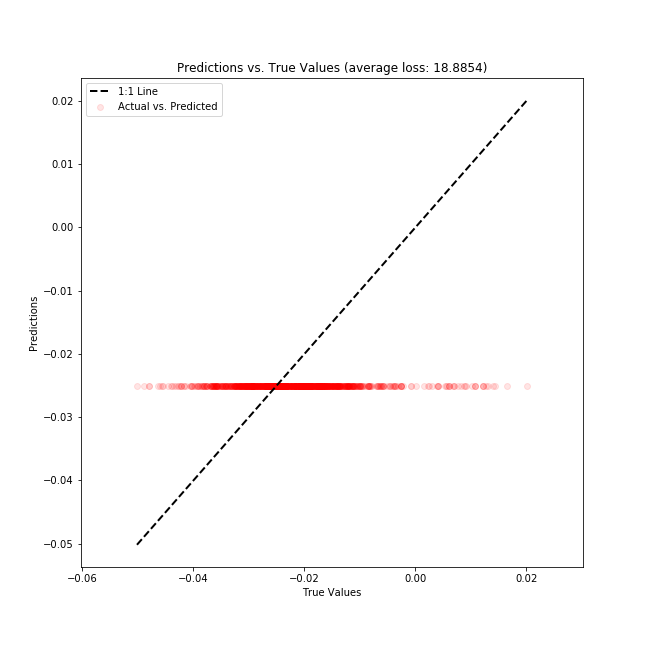 Predictions vs. True Values (average loss: 18.8854)
1:1 Line
Actual vs. Predicted
0.02
0.01
0.00
−0.01
−0.02
−0.03
−0.04
−0.05
Predictions
−0.06
−0.04
−0.02
0.00
0.02
True Values